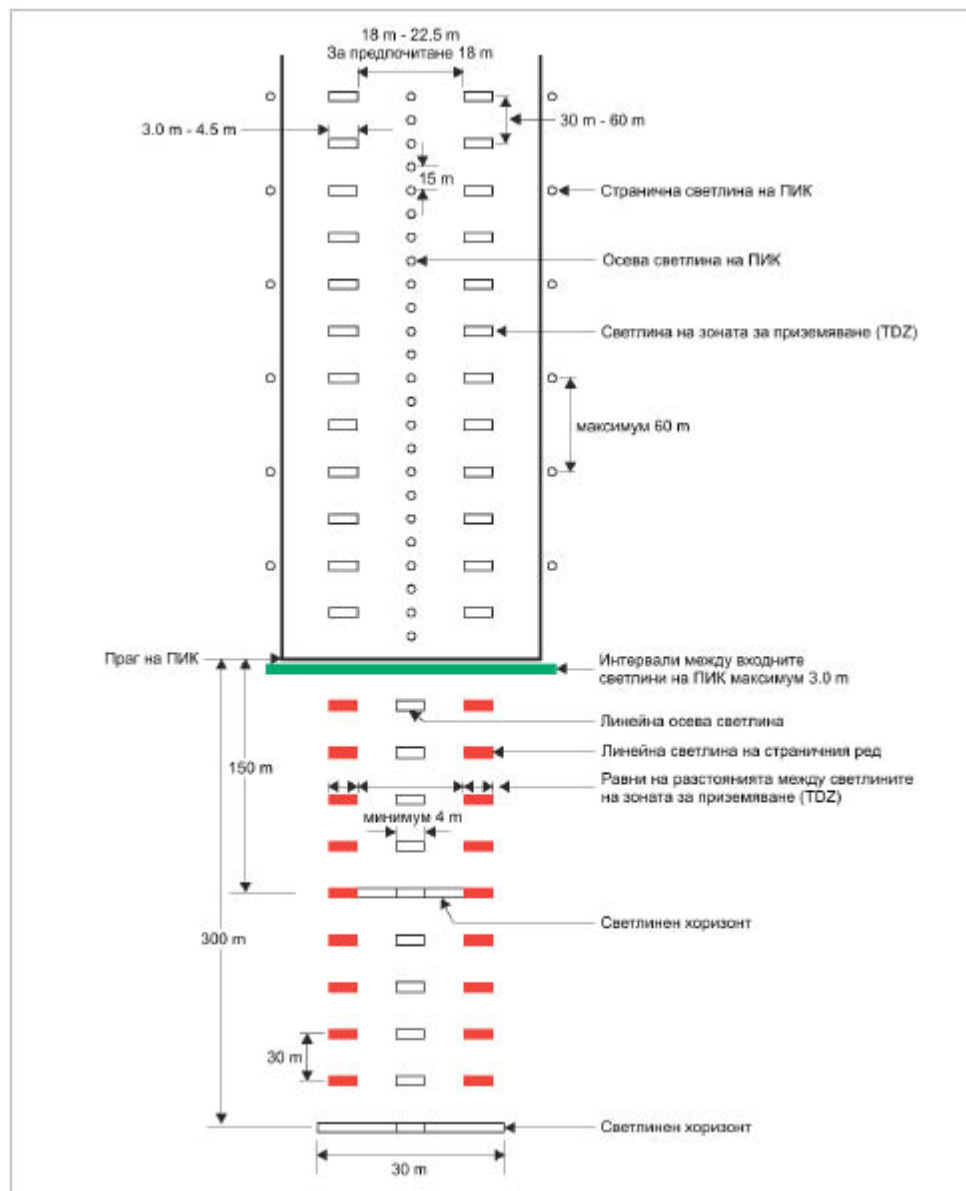 18 m - 22.5 m
За предпочитане 18 m
3.0 m - 4.5 m
30 m - 60 m
15 m
Странична светлина на ПИК
Осева светлина на ПИК
Светлина на зоната за приземяване (TDZ)
максимум 60 m
Праг на ПИК
Интервали между входните
светлини на ПИК максимум 3.0 m
Линейна осева светлина
Линейна светлина на страничния ред
150 m
Равни на разстоянията между светлините
на зоната за приземяване (TDZ)
минимум 4 m
Светлинен хоризонт
300 m
30 m
Светлинен хоризонт
30 m